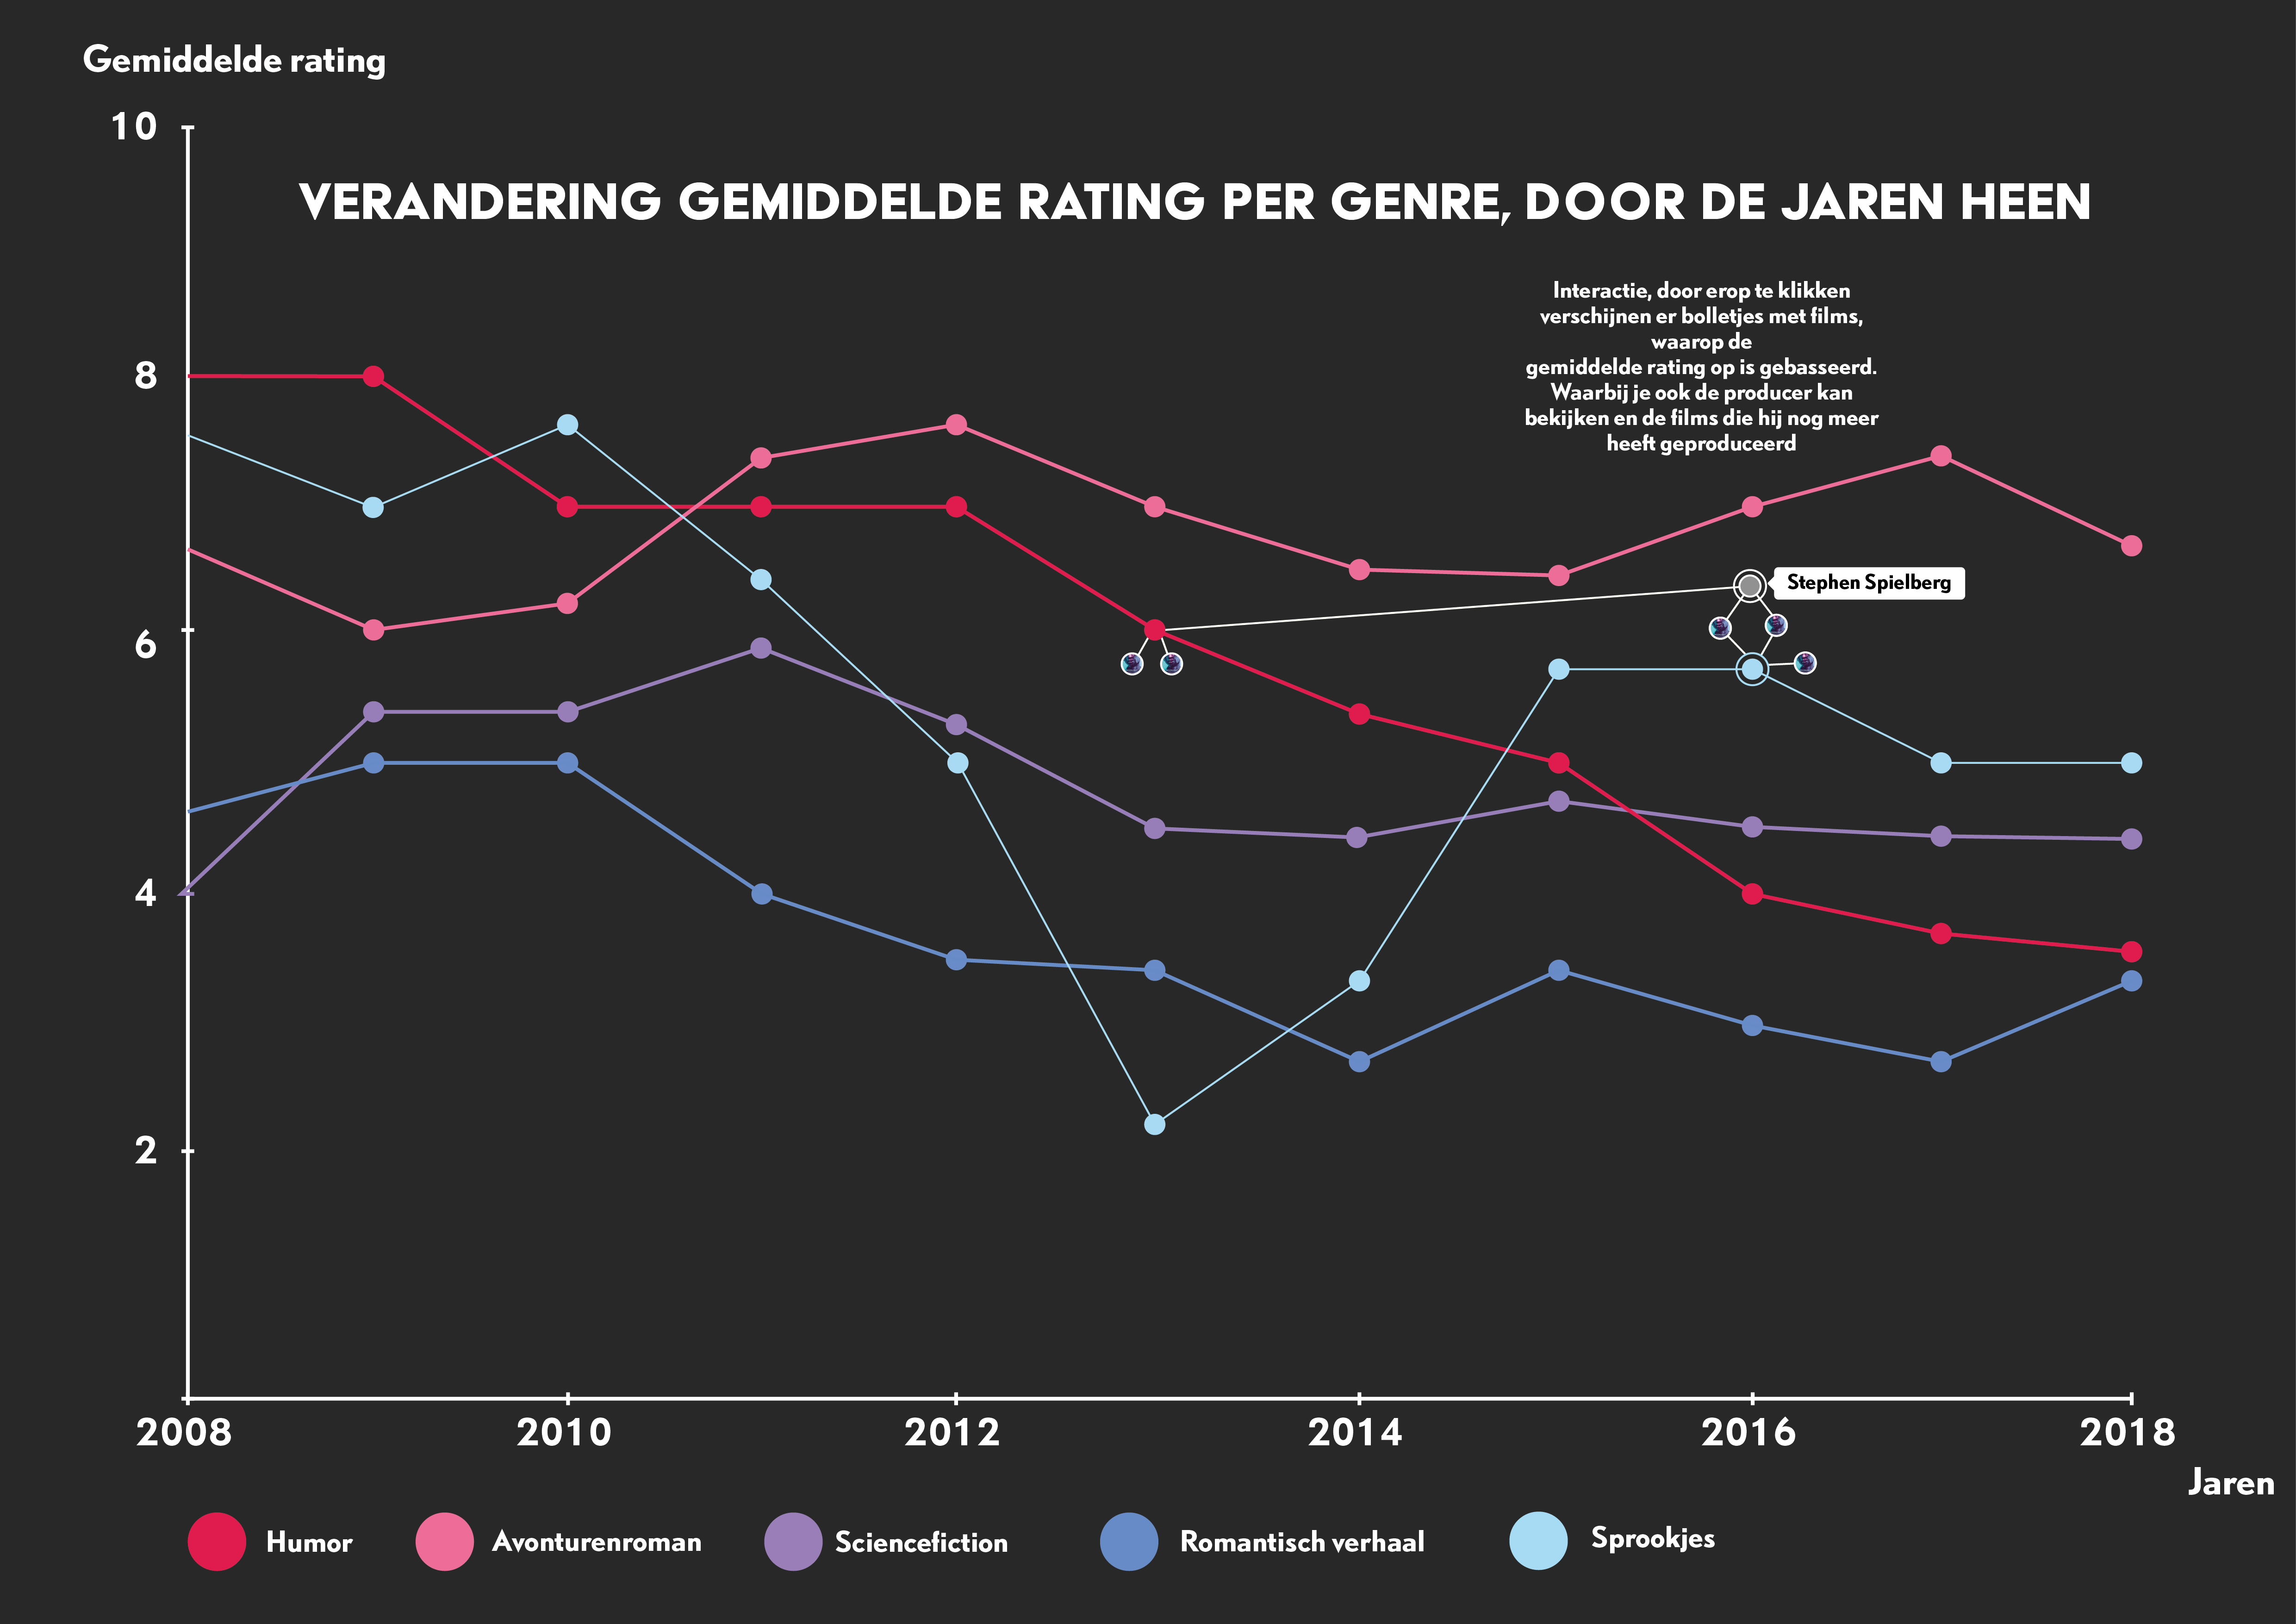 Gemiddelde rating
10
VERANDERING GEMIDDELDE RATING PER GENRE, DOOR DE JAREN HEEN
Interactie, door erop te klikken
verschijnen er bolletjes met films,
waarop de
gemiddelde rating op is gebasseerd.
Waarbij je ook de producer kan
bekijken en de films die hij nog meer
heeft geproduceerd
8
Stephen Spielberg
6
4
2
2008 2010 2012 2014 2016 2018
Jaren
Humor Avonturenroman Sciencefiction Romantisch verhaal Sprookjes